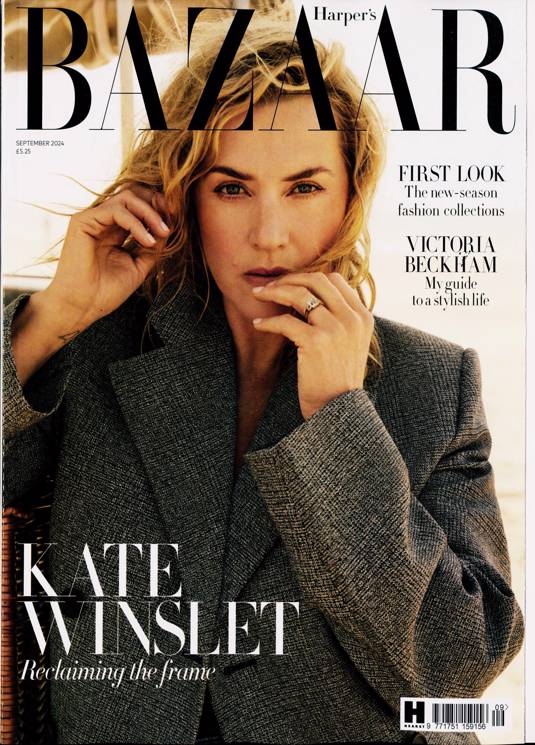 Harper's
BAZAAR
SEPTEMBER 2024
£5.25
FIRST LOOK
The new-season
fashion collections
VICTORIA
BECKHAM
My guide
to a stylish life
KATE
WINSLET
Reclaiming the frame
H
HEARST
9 771751 159156
09